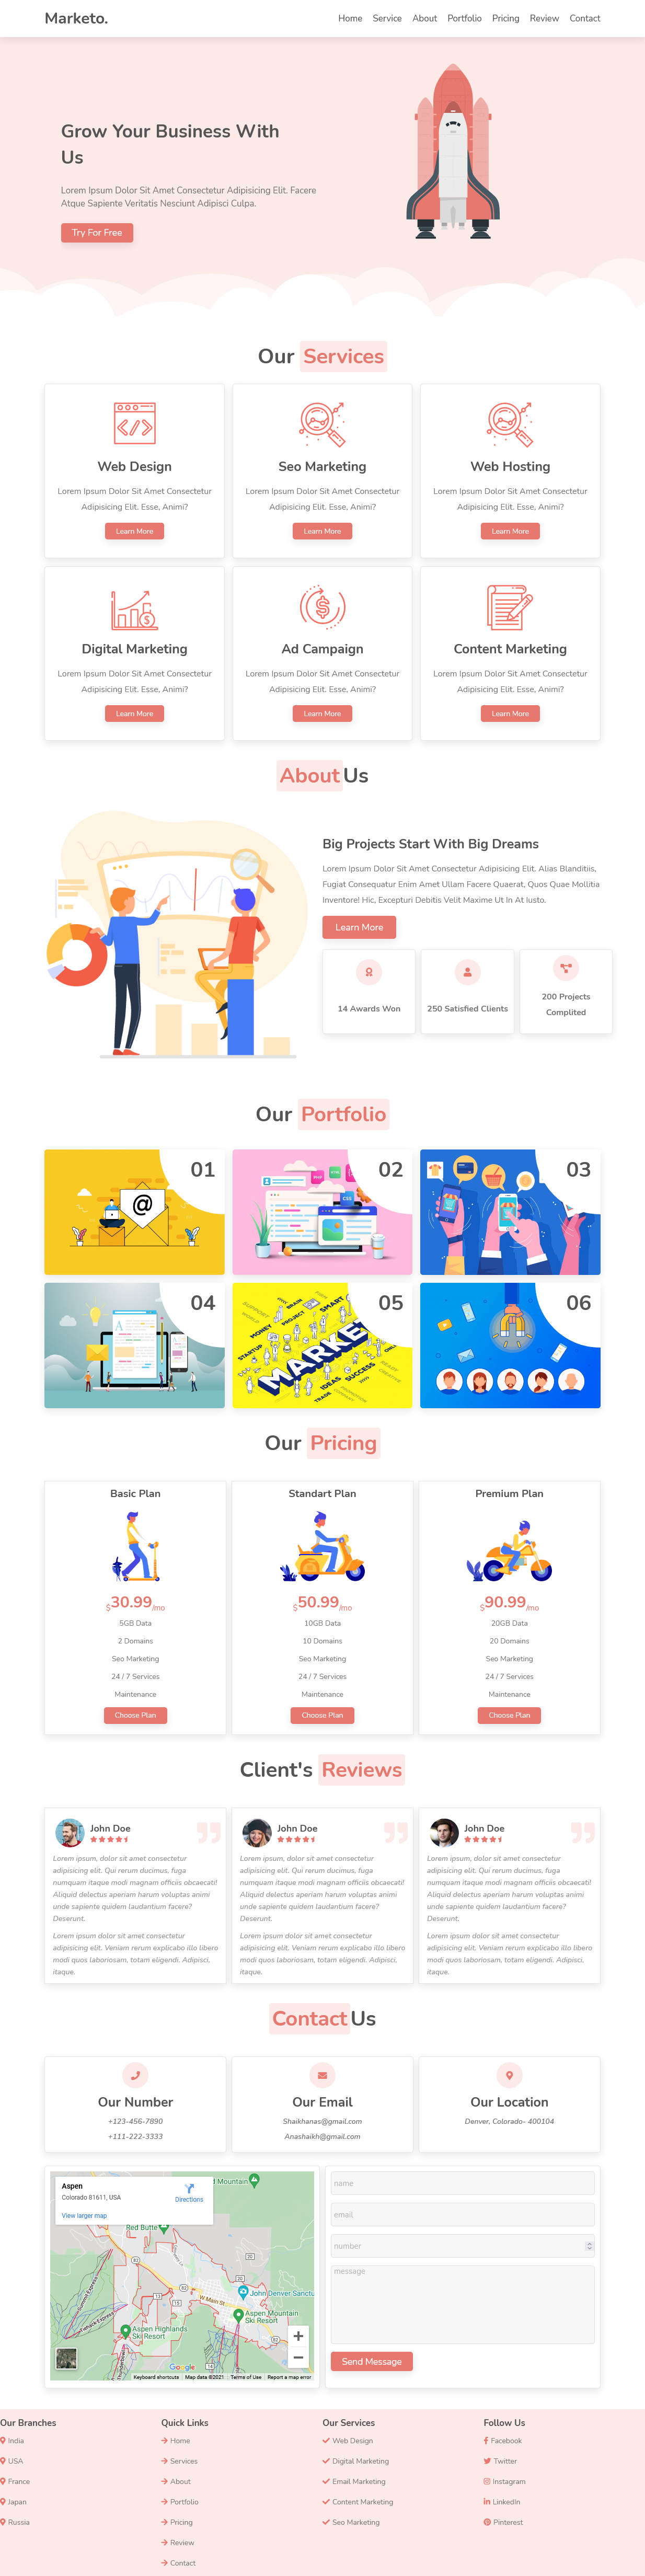 Marketo.
Home Service About Portfolio Pricing Review Contact
Grow Your Business With
Us
Lorem Ipsum Dolor Sit Amet Consectetur Adipisicing Elit. Facere
Atque Sapiente Veritatis Nesciunt Adipisci Culpa.
Try For Free
Our Services
Web Design
Lorem Ipsum Dolor Sit Amet Consectetur
Adipisicing Elit. Esse, Animi?
Learn More
Seo Marketing
Lorem Ipsum Dolor Sit Amet Consectetur
Adipisicing Elit. Esse, Animi?
Learn More
Web Hosting
Lorem Ipsum Dolor Sit Amet Consectetur
Adipisicing Elit. Esse, Animi?
Learn More
Digital Marketing
Lorem Ipsum Dolor Sit Amet Consectetur
Adipisicing Elit. Esse, Animi?
Learn More
Ad Campaign
Lorem Ipsum Dolor Sit Amet Consectetur
Adipisicing Elit. Esse, Animi?
Learn More
Content Marketing
Lorem Ipsum Dolor Sit Amet Consectetur
Adipisicing Elit. Esse, Animi?
Learn More
About Us
Big Projects Start With Big Dreams
Lorem Ipsum Dolor Sit Amet Consectetur Adipisicing Elit. Alias Blanditiis,
Fugiat Consequatur Enim Amet Ullam Facere Quaerat, Quos Quae Mollitia
Inventore! Hic, Excepturi Debitis Velit Maxime Ut In At Iusto.
Learn More
14 Awards Won
250 Satisfied Clients
200 Projects
Complited
Our Portfolio
01
@
02
CSS
03
04
A
05
SUPPORT
WORLD
STARTUP
MONEY
BRAIN
PROJECT
SMART
JOBS
MARKET
IDEAS
SUCCESS
TRADE
CREATIVE
06
Our Pricing
Basic Plan
$30.99/mo
5GB Data
2 Domains
Seo Marketing
24 / 7 Services
Maintenance
Choose Plan
Standart Plan
$50.99/mo
10GB Data
10 Domains
Seo Marketing
24 / 7 Services
Maintenance
Choose Plan
Premium Plan
$90.99/mo
20GB Data
20 Domains
Seo Marketing
24 / 7 Services
Maintenance
Choose Plan
Client's Reviews
John Doe
Lorem ipsum, dolor sit amet consectetur
adipisicing elit. Qui rerum ducimus, fuga
numquam itaque modi magnam officiis obcaecati!
Aliquid delectus aperiam harum voluptas animi
unde sapiente quidem laudantium facere?
Deserunt.
Lorem ipsum dolor sit amet consectetur
adipisicing elit. Veniam rerum explicabo illo libero
modi quos laboriosam, totam eligendi. Adipisci,
itaque.
John Doe
Lorem ipsum, dolor sit amet consectetur
adipisicing elit. Qui rerum ducimus, fuga
numquam itaque modi magnam officiis obcaecati!
Aliquid delectus aperiam harum voluptas animi
unde sapiente quidem laudantium facere?
Deserunt.
Lorem ipsum dolor sit amet consectetur
adipisicing elit. Veniam rerum explicabo illo libero
modi quos laboriosam, totam eligendi. Adipisci,
itaque.
John Doe
Lorem ipsum, dolor sit amet consectetur
adipisicing elit. Qui rerum ducimus, fuga
numquam itaque modi magnam officiis obcaecati!
Aliquid delectus aperiam harum voluptas animi
unde sapiente quidem laudantium facere?
Deserunt.
Lorem ipsum dolor sit amet consectetur
adipisicing elit. Veniam rerum explicabo illo libero
modi quos laboriosam, totam eligendi. Adipisci,
itaque.
Contact Us
Our Number
+123-456-7890
+111-222-3333
Our Email
Shaikhanas@gmail.com
Anashaikh@gmail.com
Our Location
Denver, Colorado- 400104
Aspen
Colorado 81611, USA
Directions
View larger map
d Mountain
Red Butte
82
20
John Denver Sanctu
W Main St
Aspen Mountain
Ski Resort
Aspen Highlands
Ski Resort
Google
Keyboard shortcuts Map data ©2021 Terms of Use Report a map error
name
email
number
message
Send Message
Our Branches
India
USA
France
Japan
Russia
Quick Links
Home
Services
About
Portfolio
Pricing
Review
Contact
Our Services
Web Design
Digital Marketing
Email Marketing
Content Marketing
Seo Marketing
Follow Us
Facebook
Twitter
Instagram
LinkedIn
Pinterest